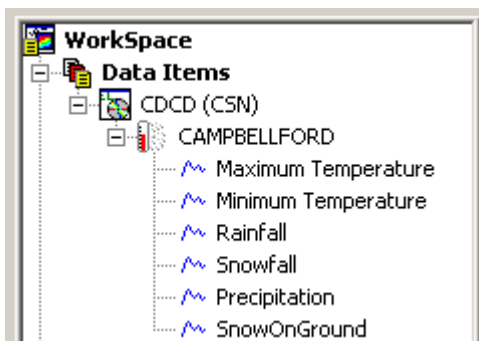 WorkSpace
Data Items
CDCD (CSN)
CAMPBELLFORD
Maximum Temperature
Minimum Temperature
Rainfall
Snowfall
Precipitation
SnowOnGround